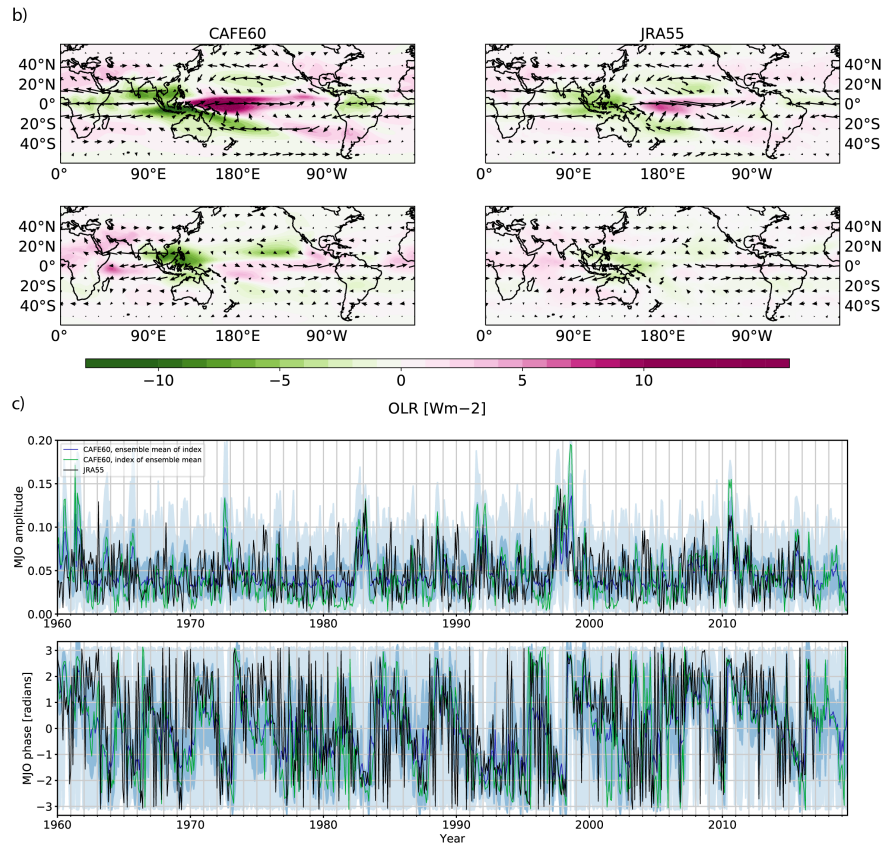 b)
CAFE60
JRA55
40°N
20°N
0°
20°S
40°S
40°N
20°N
0°
20°S
40°S
0°
90°E
180°E
90°W
0°
90°E
180°E
90°W
40°N
20°N
0°
20°S
40°S
40°N
20°N
0°
20°S
40°S
0°
90°E
180°E
90°W
0°
90°E
180°E
90°W
−10
−5
0
5
10
OLR [Wm−2]
c)
MJO amplitude
0.20
0.15
0.10
0.05
0.00
CAFE60, ensemble mean of index
CAFE60, index of ensemble mean
JRA55
1960
1970
1980
1990
2000
2010
MJO phase [radians]
3
2
1
0
−1
−2
−3
1960
1970
1980
1990
2000
2010
Year